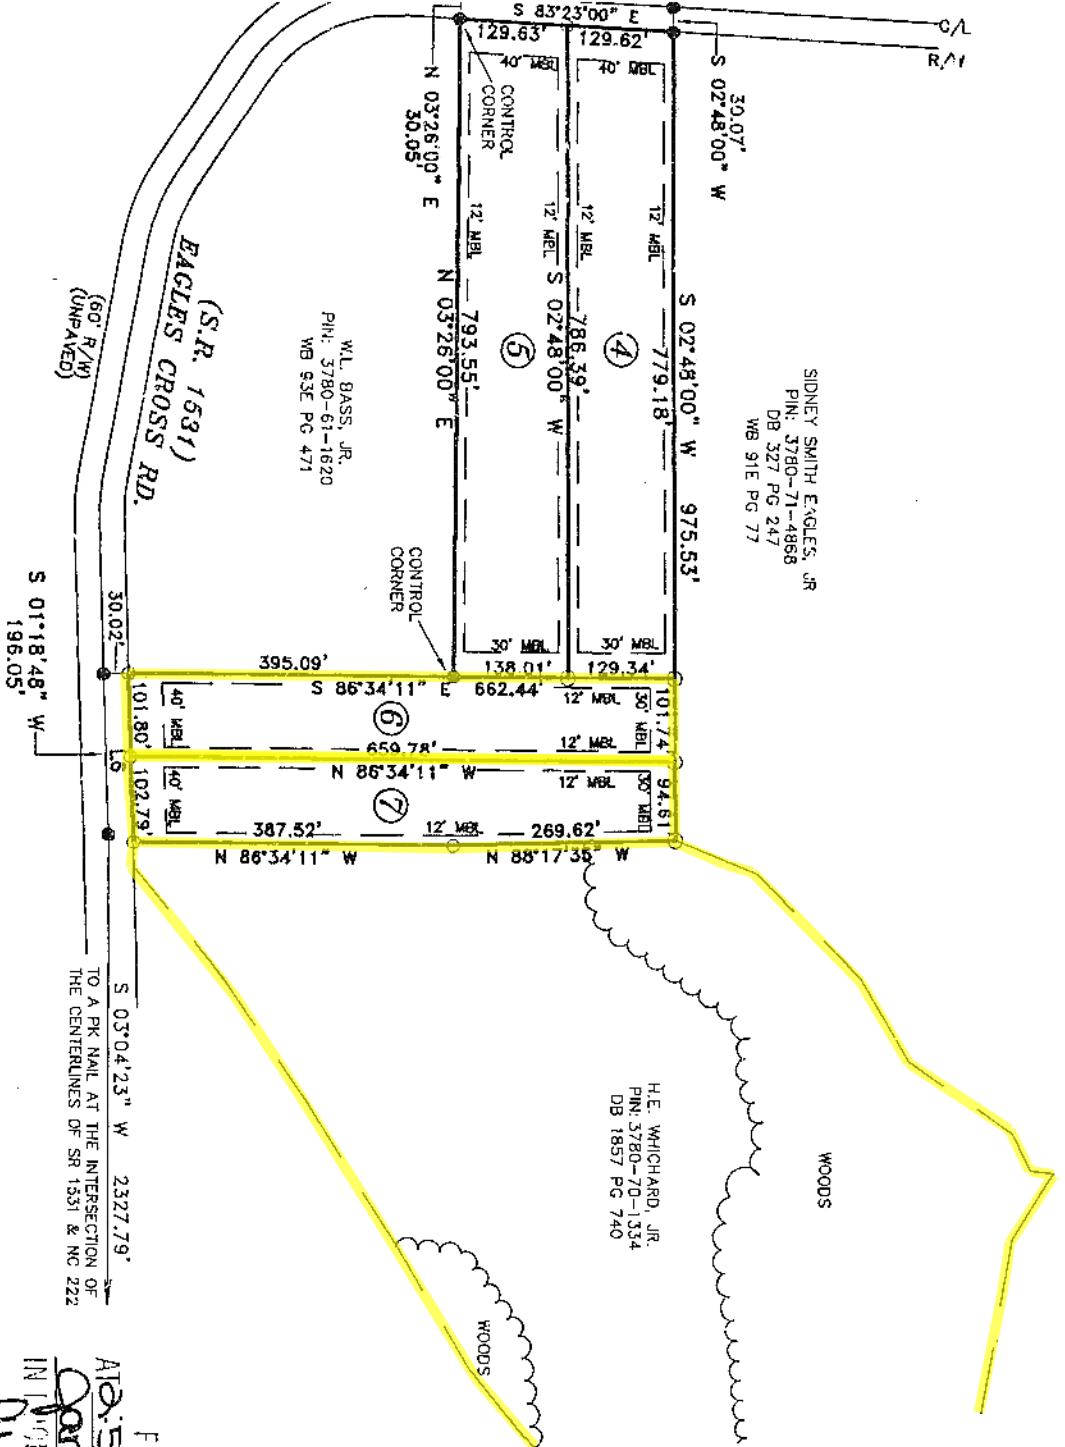 S 83°23'00" E
129.63'
129.62'
C/L
40' MBL
40' MBL
CONTROL
CORNER
N 03°26'00" E
30.05'
30.07'
S 02°48'00" W
12' MBL
12' MBL
12' MBL
12' MBL
N 03°26'00" E
793.55'
5
S 02°48'00" W
786.39'
4
779.18'
S 02°48'00" W 975.53'
SIDNEY SMITH EAGLES, JR
PIN: 3780-71-4868
DB 327 PG 247
WB 91E PG 77
W.L. BASS, JR.
PIN: 3780-61-1620
WB 93E PG 471
(S.R. 1531)
EAGLES CROSS RD.
(60' R/W)
(UNPAVED)
CONTROL
CORNER
30' MBL
30' MBL
138.01'
129.34'
S 01°18'48" W
196.05'
30.02'
395.09'
S 86°34'11" E 662.44'
12' MBL
101.80'
40' MBL
6
30' MBL
101.74'
659.78'
12' MBL
N 86°34'11" W
12' MBL
102.79'
40' MBL
7
94.61
387.52'
12' MBL
269.62'
N 86°34'11" W
N 88°17'35" W
S 03°04'23" W 2327.79'
TO A PK NAIL AT THE INTERSECTION OF
THE CENTERLINES OF SR 1531 & NC 222
H.E. WHICHARD, JR.
PIN: 3780-70-1334
DB 1857 PG 740
WOODS
WOODS